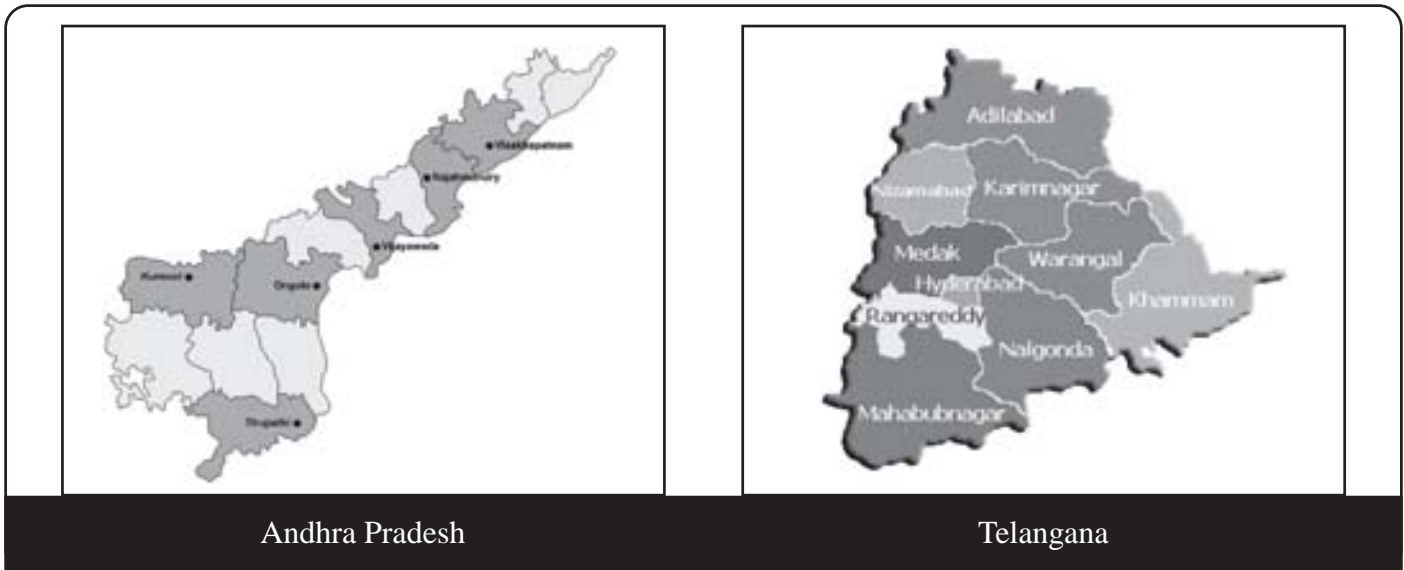 Visakhapatnam
Rajahmundry
Vijayawada
Kurnool
Ongole
Tirupathi
Adilabad
Nizamabad
Karimnagar
Medak
Warangal
Hyderabad
Khammam
Rangareddy
Nalgonda
Mahabubnagar
Andhra Pradesh
Telangana